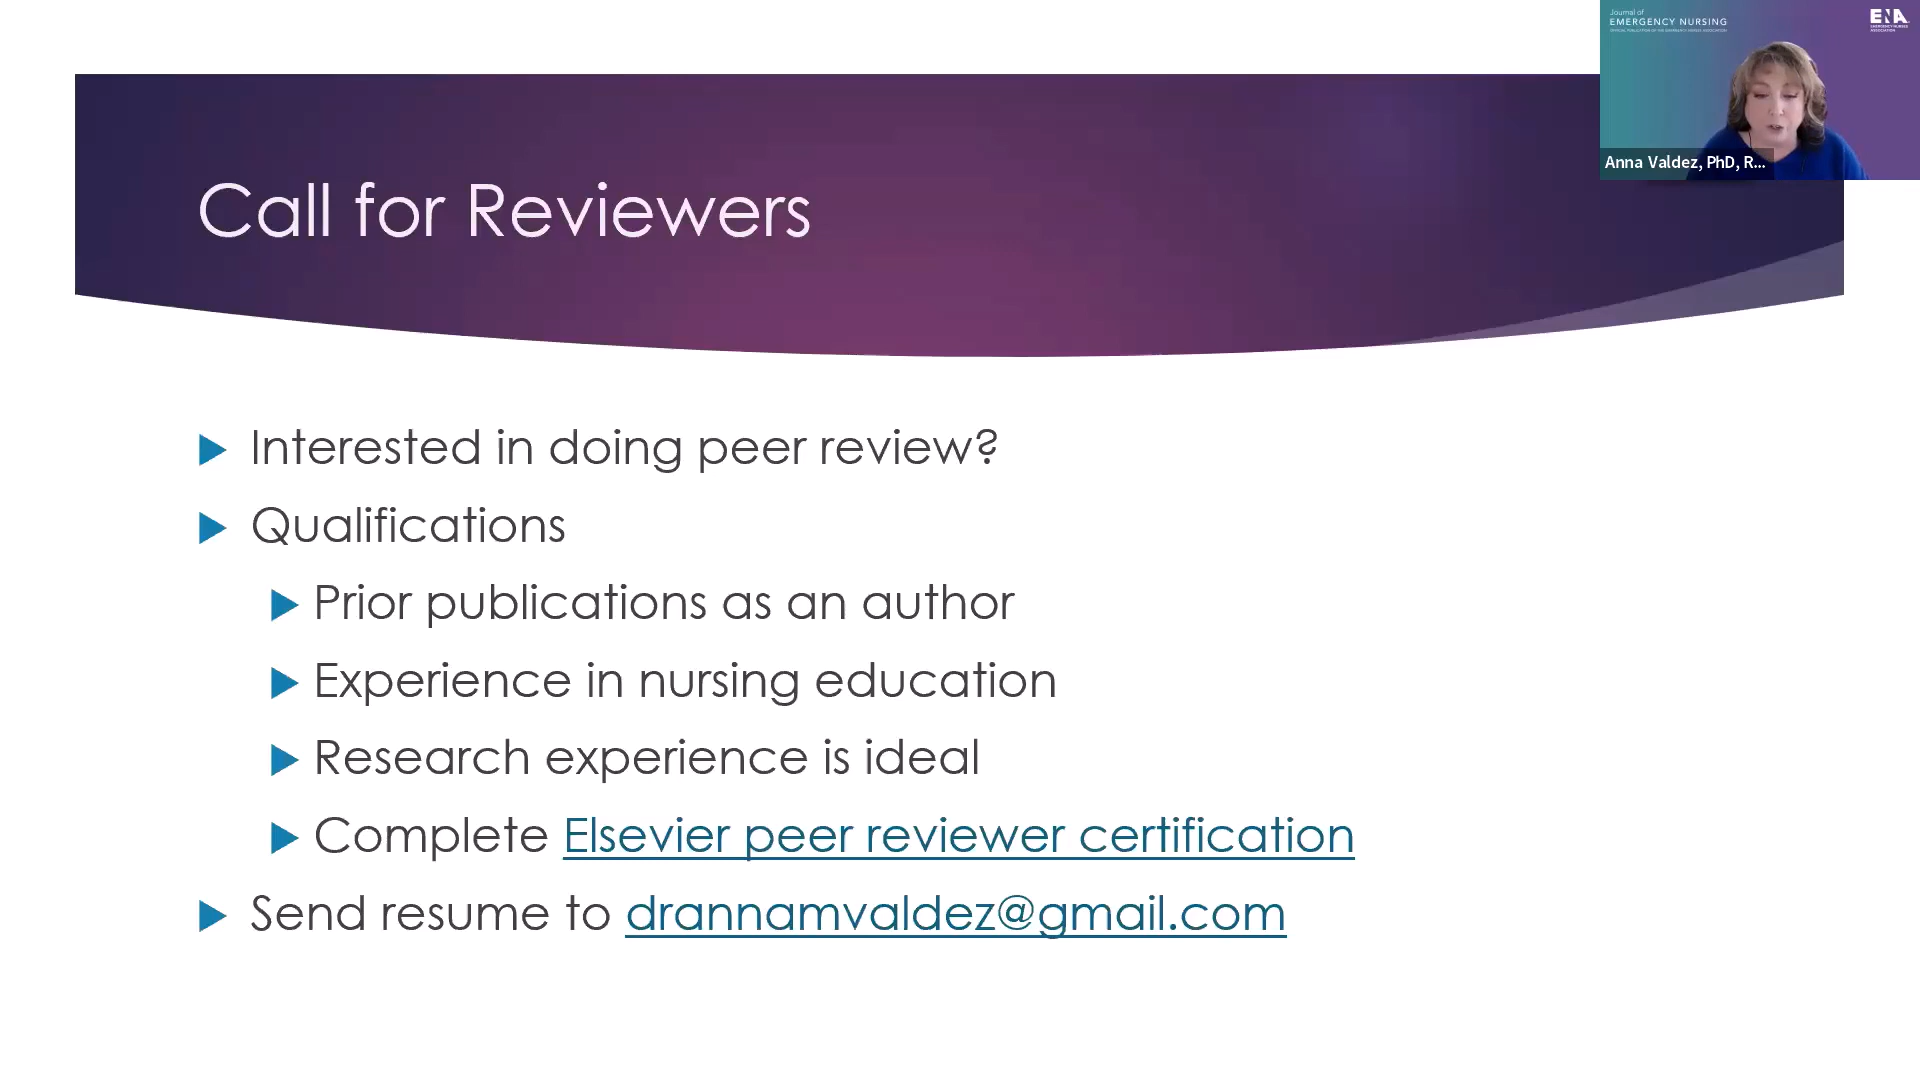 Journal of
EMERGENCY NURSING
ENA
Anna Valdez, PhD, R...
Call for Reviewers
Interested in doing peer review?
Qualifications
Prior publications as an author
Experience in nursing education
Research experience is ideal
Complete Elsevier peer reviewer certification
Send resume to drannamvaldez@gmail.com